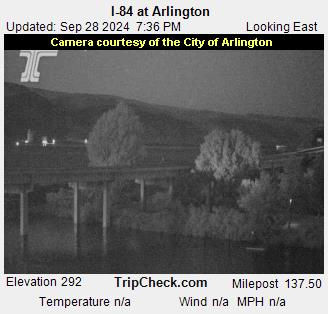 I-84 at Arlington
Updated: Sep 28 2024 7:36 PM Looking East
Camera courtesy of the City of Arlington
Elevation 292 TripCheck.com Milepost 137.50
Temperature n/a Wind n/a MPH n/a